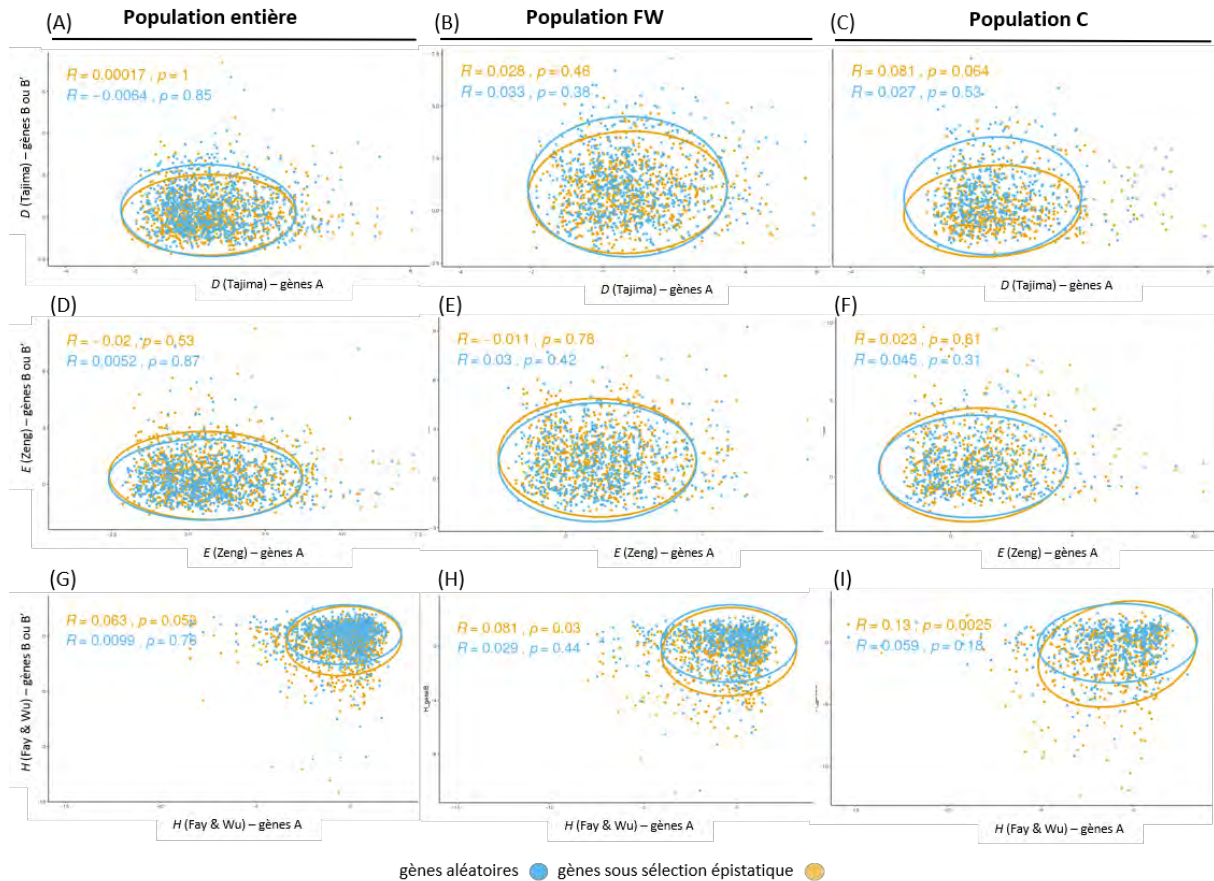 Population entière
Population FW
Population C
(A)
(B)
(C)
R = 0.00017 , p = 1
R = −0.0064 , p = 0.85
R = 0.028 , p = 0.46
R = 0.033 , p = 0.38
R = 0.081 , p = 0.064
R = 0.027 , p = 0.53
D (Tajima) – gènes B ou B'
D (Tajima) – gènes A
D (Tajima) – gènes A
D (Tajima) – gènes A
(D)
(E)
(F)
R = −0.02 , p = 0.53
R = 0.0052 , p = 0.87
R = −0.011 , p = 0.78
R = 0.03 , p = 0.42
R = 0.023 , p = 0.61
R = 0.045 , p = 0.31
E (Zeng) – gènes B ou B'
E (Zeng) – gènes A
E (Zeng) – gènes A
E (Zeng) – gènes A
(G)
(H)
(I)
R = 0.063 , p =
R = 0.0099 , p =
R = 0.081 , p = 0.03
R = 0.029 , p = 0.44
R = 0.13 , p = 0.0025
R = 0.059 , p = 0.18
H (Fay & Wu) – gènes B ou B'
H (Fay & Wu) – gènes A
H (Fay & Wu) – gènes A
H (Fay & Wu) – gènes A
gènes aléatoires
gènes sous sélection épistatique